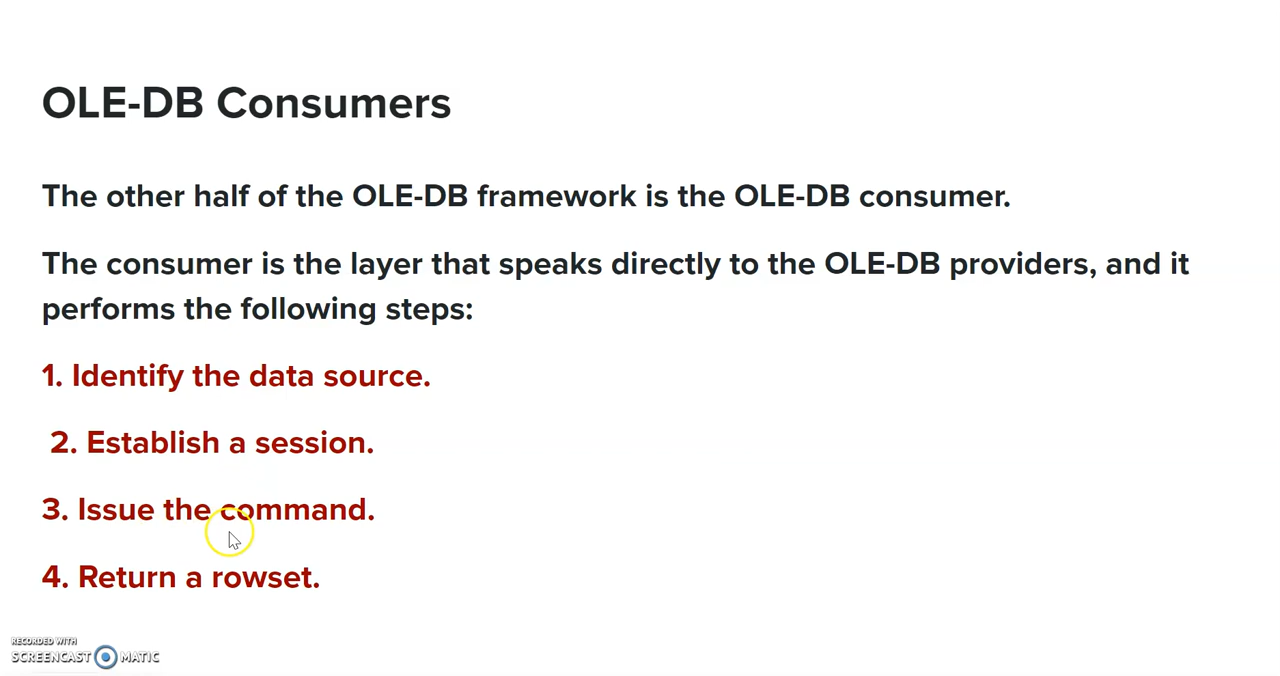 OLE-DB Consumers
The other half of the OLE-DB framework is the OLE-DB consumer.
The consumer is the layer that speaks directly to the OLE-DB providers, and it
performs the following steps:
1. Identify the data source.
2. Establish a session.
3. Issue the command.
4. Return a rowset.
RECORDED WITH
SCREENCAST MATIC